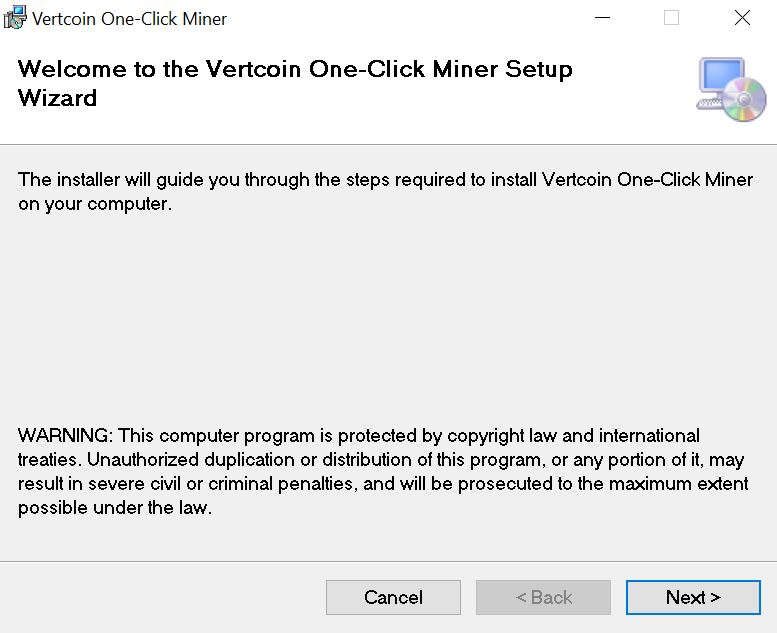 Vertcoin One-Click Miner
Welcome to the Vertcoin One-Click Miner Setup
Wizard
The installer will guide you through the steps required to install Vertcoin One-Click Miner
on your computer.
WARNING: This computer program is protected by copyright law and international
treaties. Unauthorized duplication or distribution of this program, or any portion of it, may
result in severe civil or criminal penalties, and will be prosecuted to the maximum extent
possible under the law.
Cancel < Back Next >